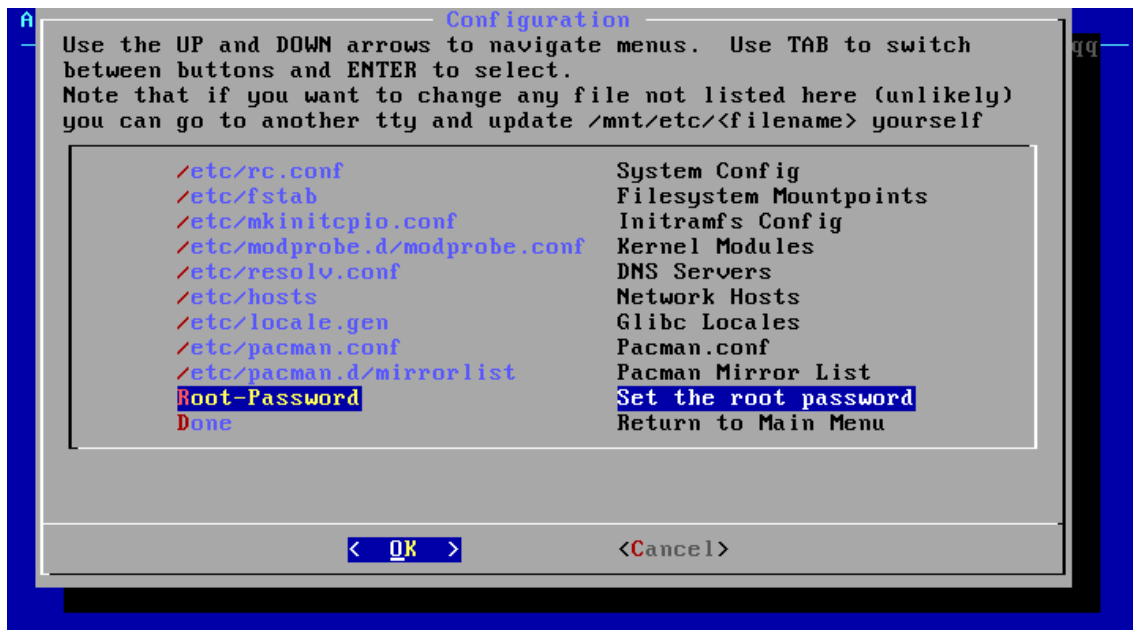 A
Configuration
Use the UP and DOWN arrows to navigate menus.  Use TAB to switch
qq
between buttons and ENTER to select.
Note that if you want to change any file not listed here (unlikely)
you can go to another tty and update /mnt/etc/<filename> yourself
/etc/rc.conf System Config
/etc/fstab Filesystem Mountpoints
/etc/mkinitcpio.conf Initramfs Config
/etc/modprobe.d/modprobe.conf Kernel Modules
/etc/resolv.conf DNS Servers
/etc/hosts Network Hosts
/etc/locale.gen Glibc Locales
/etc/pacman.conf Pacman.conf
/etc/pacman.d/mirrorlist Pacman Mirror List
Root-Password Set the root password
Done Return to Main Menu
< OK > <Cancel>